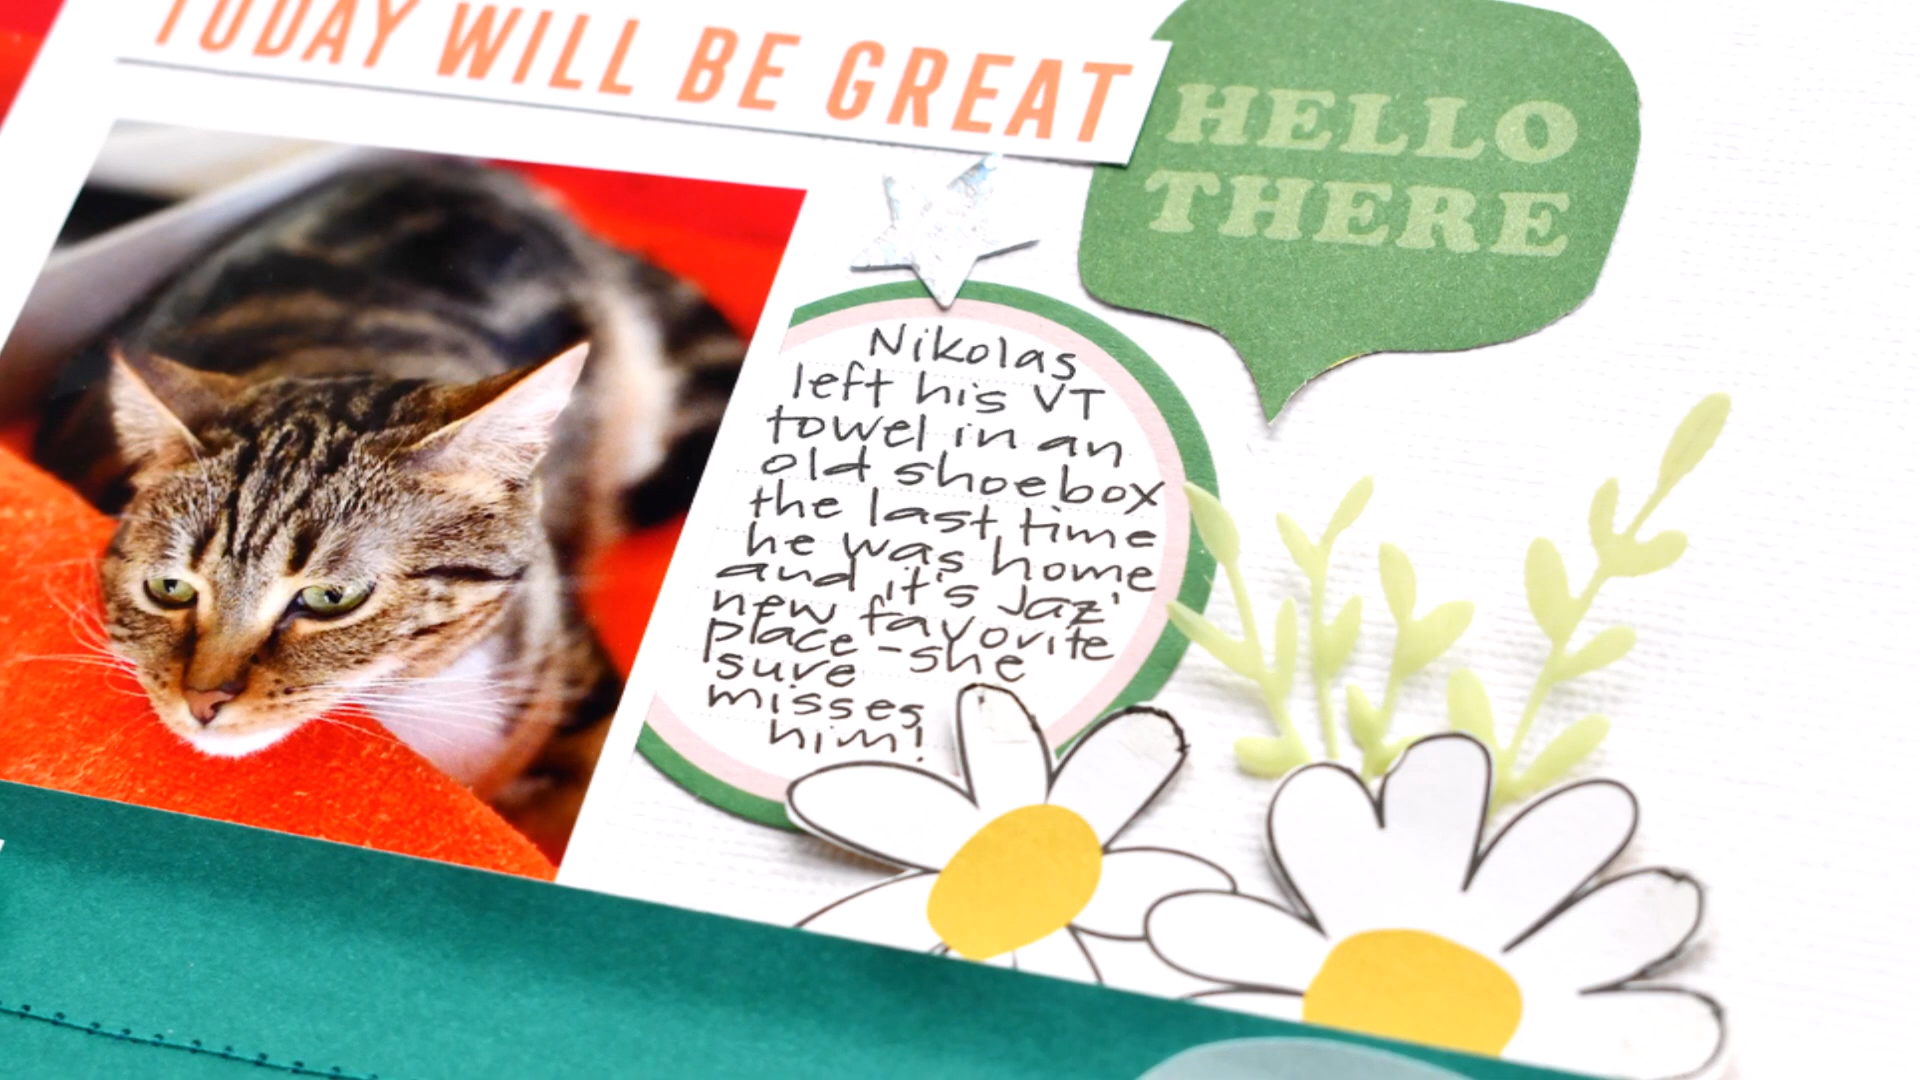 TODAY WILL BE GREAT
HELLO
THERE
Nikolas
left his VT
towel in an
old shoebox
the last time
he was home
and it's Jaz'
new favorite
place - she
sure
misses
him!